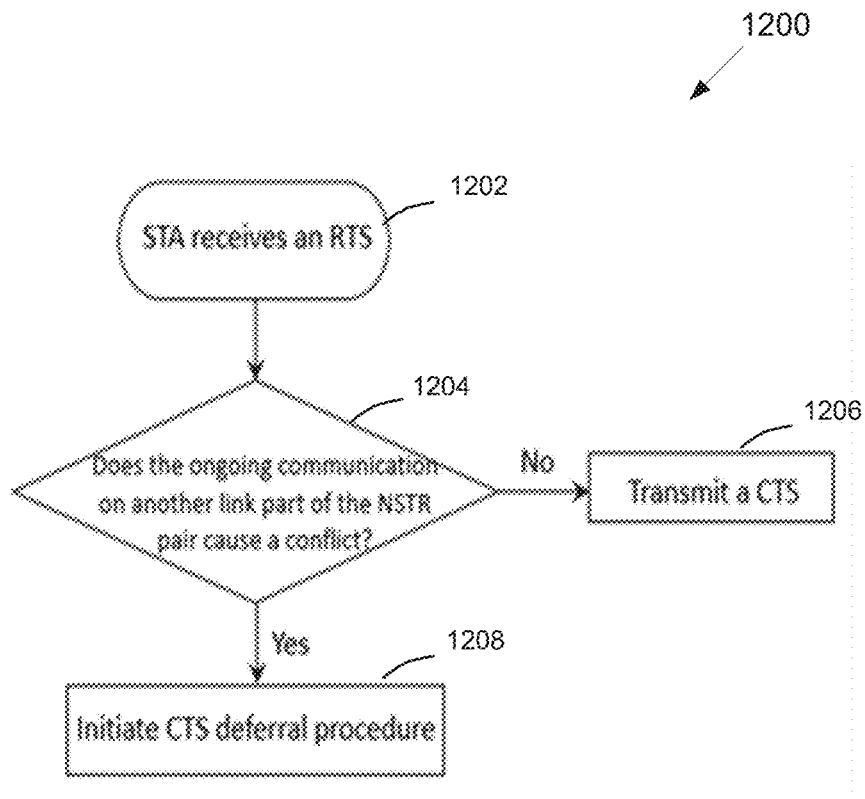 1200
1202
STA receives an RTS
1204
Does the ongoing communication
on another link part of the NSTR
pair cause a conflict?
No
1206
Transmit a CTS
Yes
1208
Initiate CTS deferral procedure